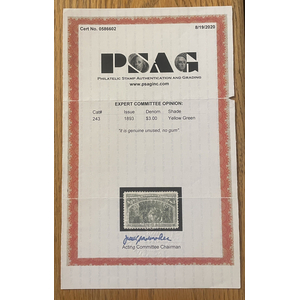 Cert No: 0086602 8/19/2020
PSAG
PHILATELIC STAMP AUTHENTICATION AND GRADING
www.psaginc.com
EXPERT COMMITTEE OPINION:
Cat# Issue Denom. Shade
243 1893 $3.00 Yellow Green
"It is genuine unused, no gum"
Acting Committee Chairman